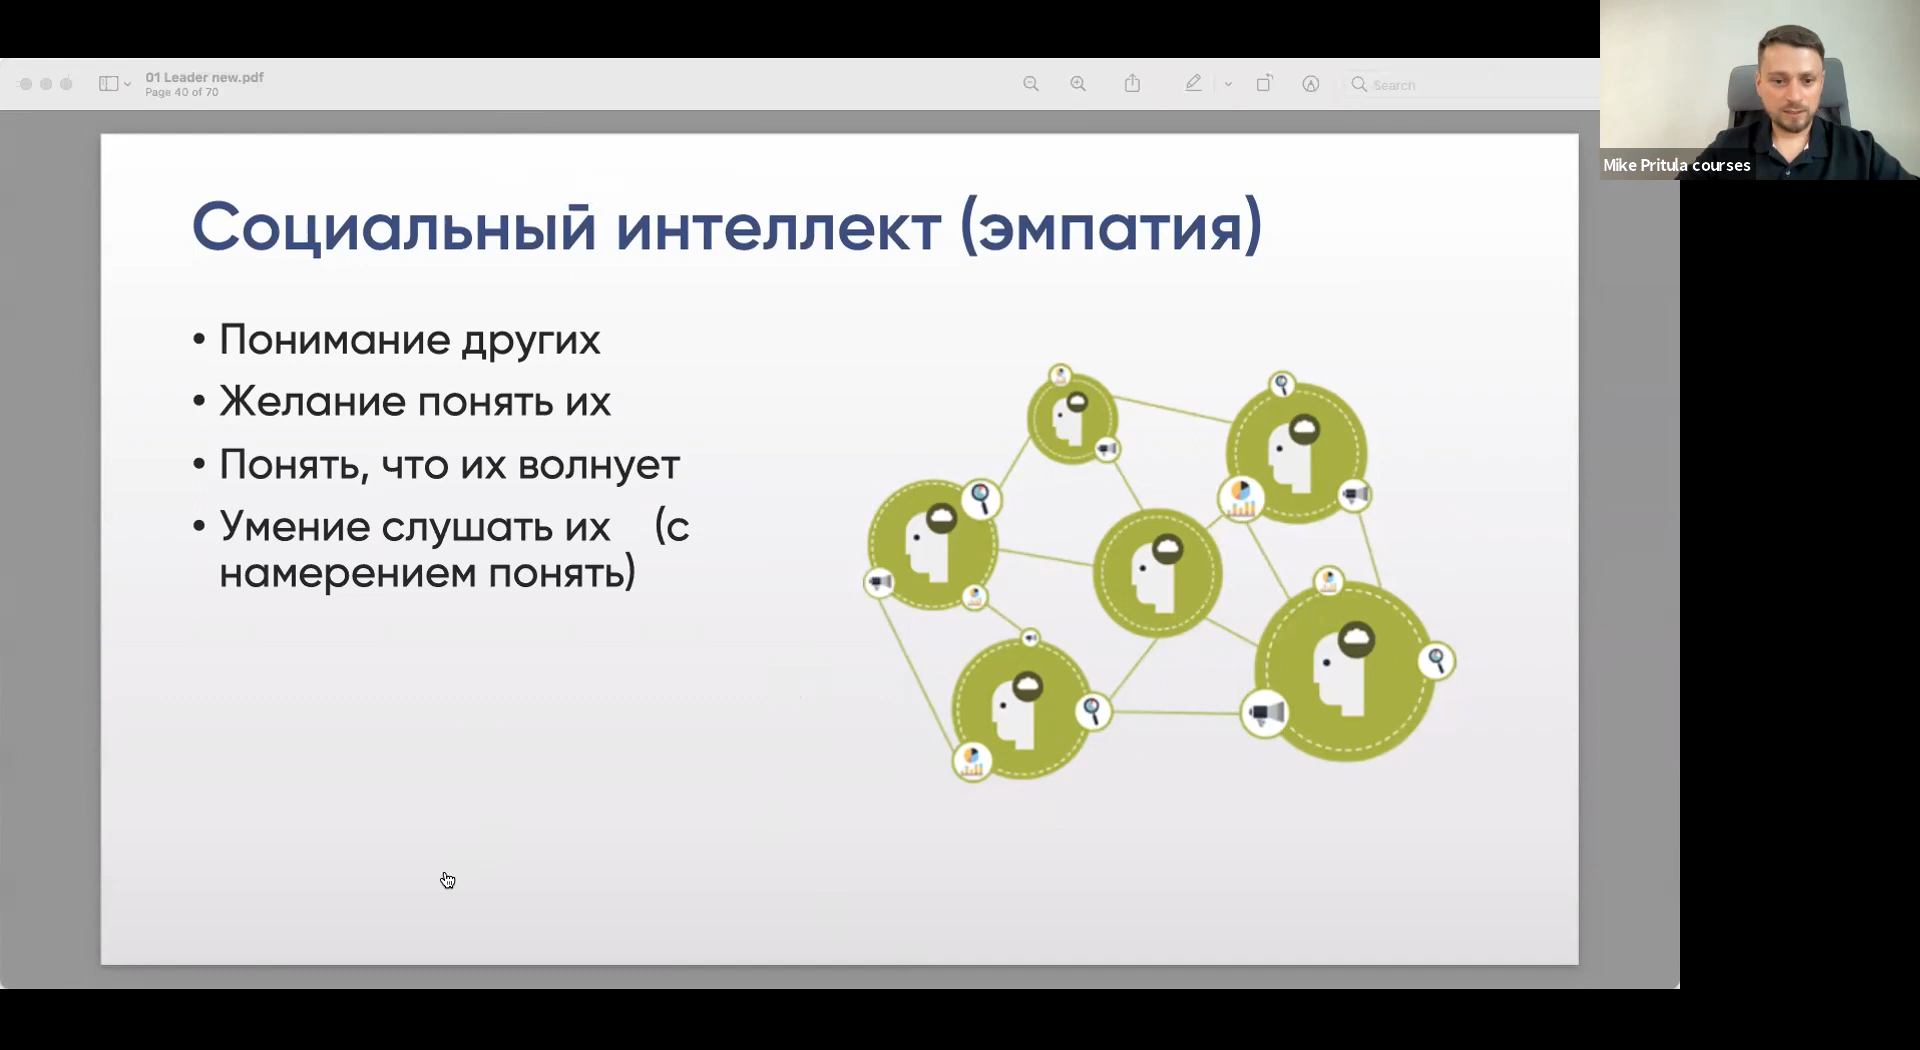 01 Leader new.pdf
Page 40 of 70
Search
Mike Pritula courses
Социальный интеллект (эмпатия)
• Понимание других
• Желание понять их
• Понять, что их волнует
• Умение слушать их (с
намерением понять)